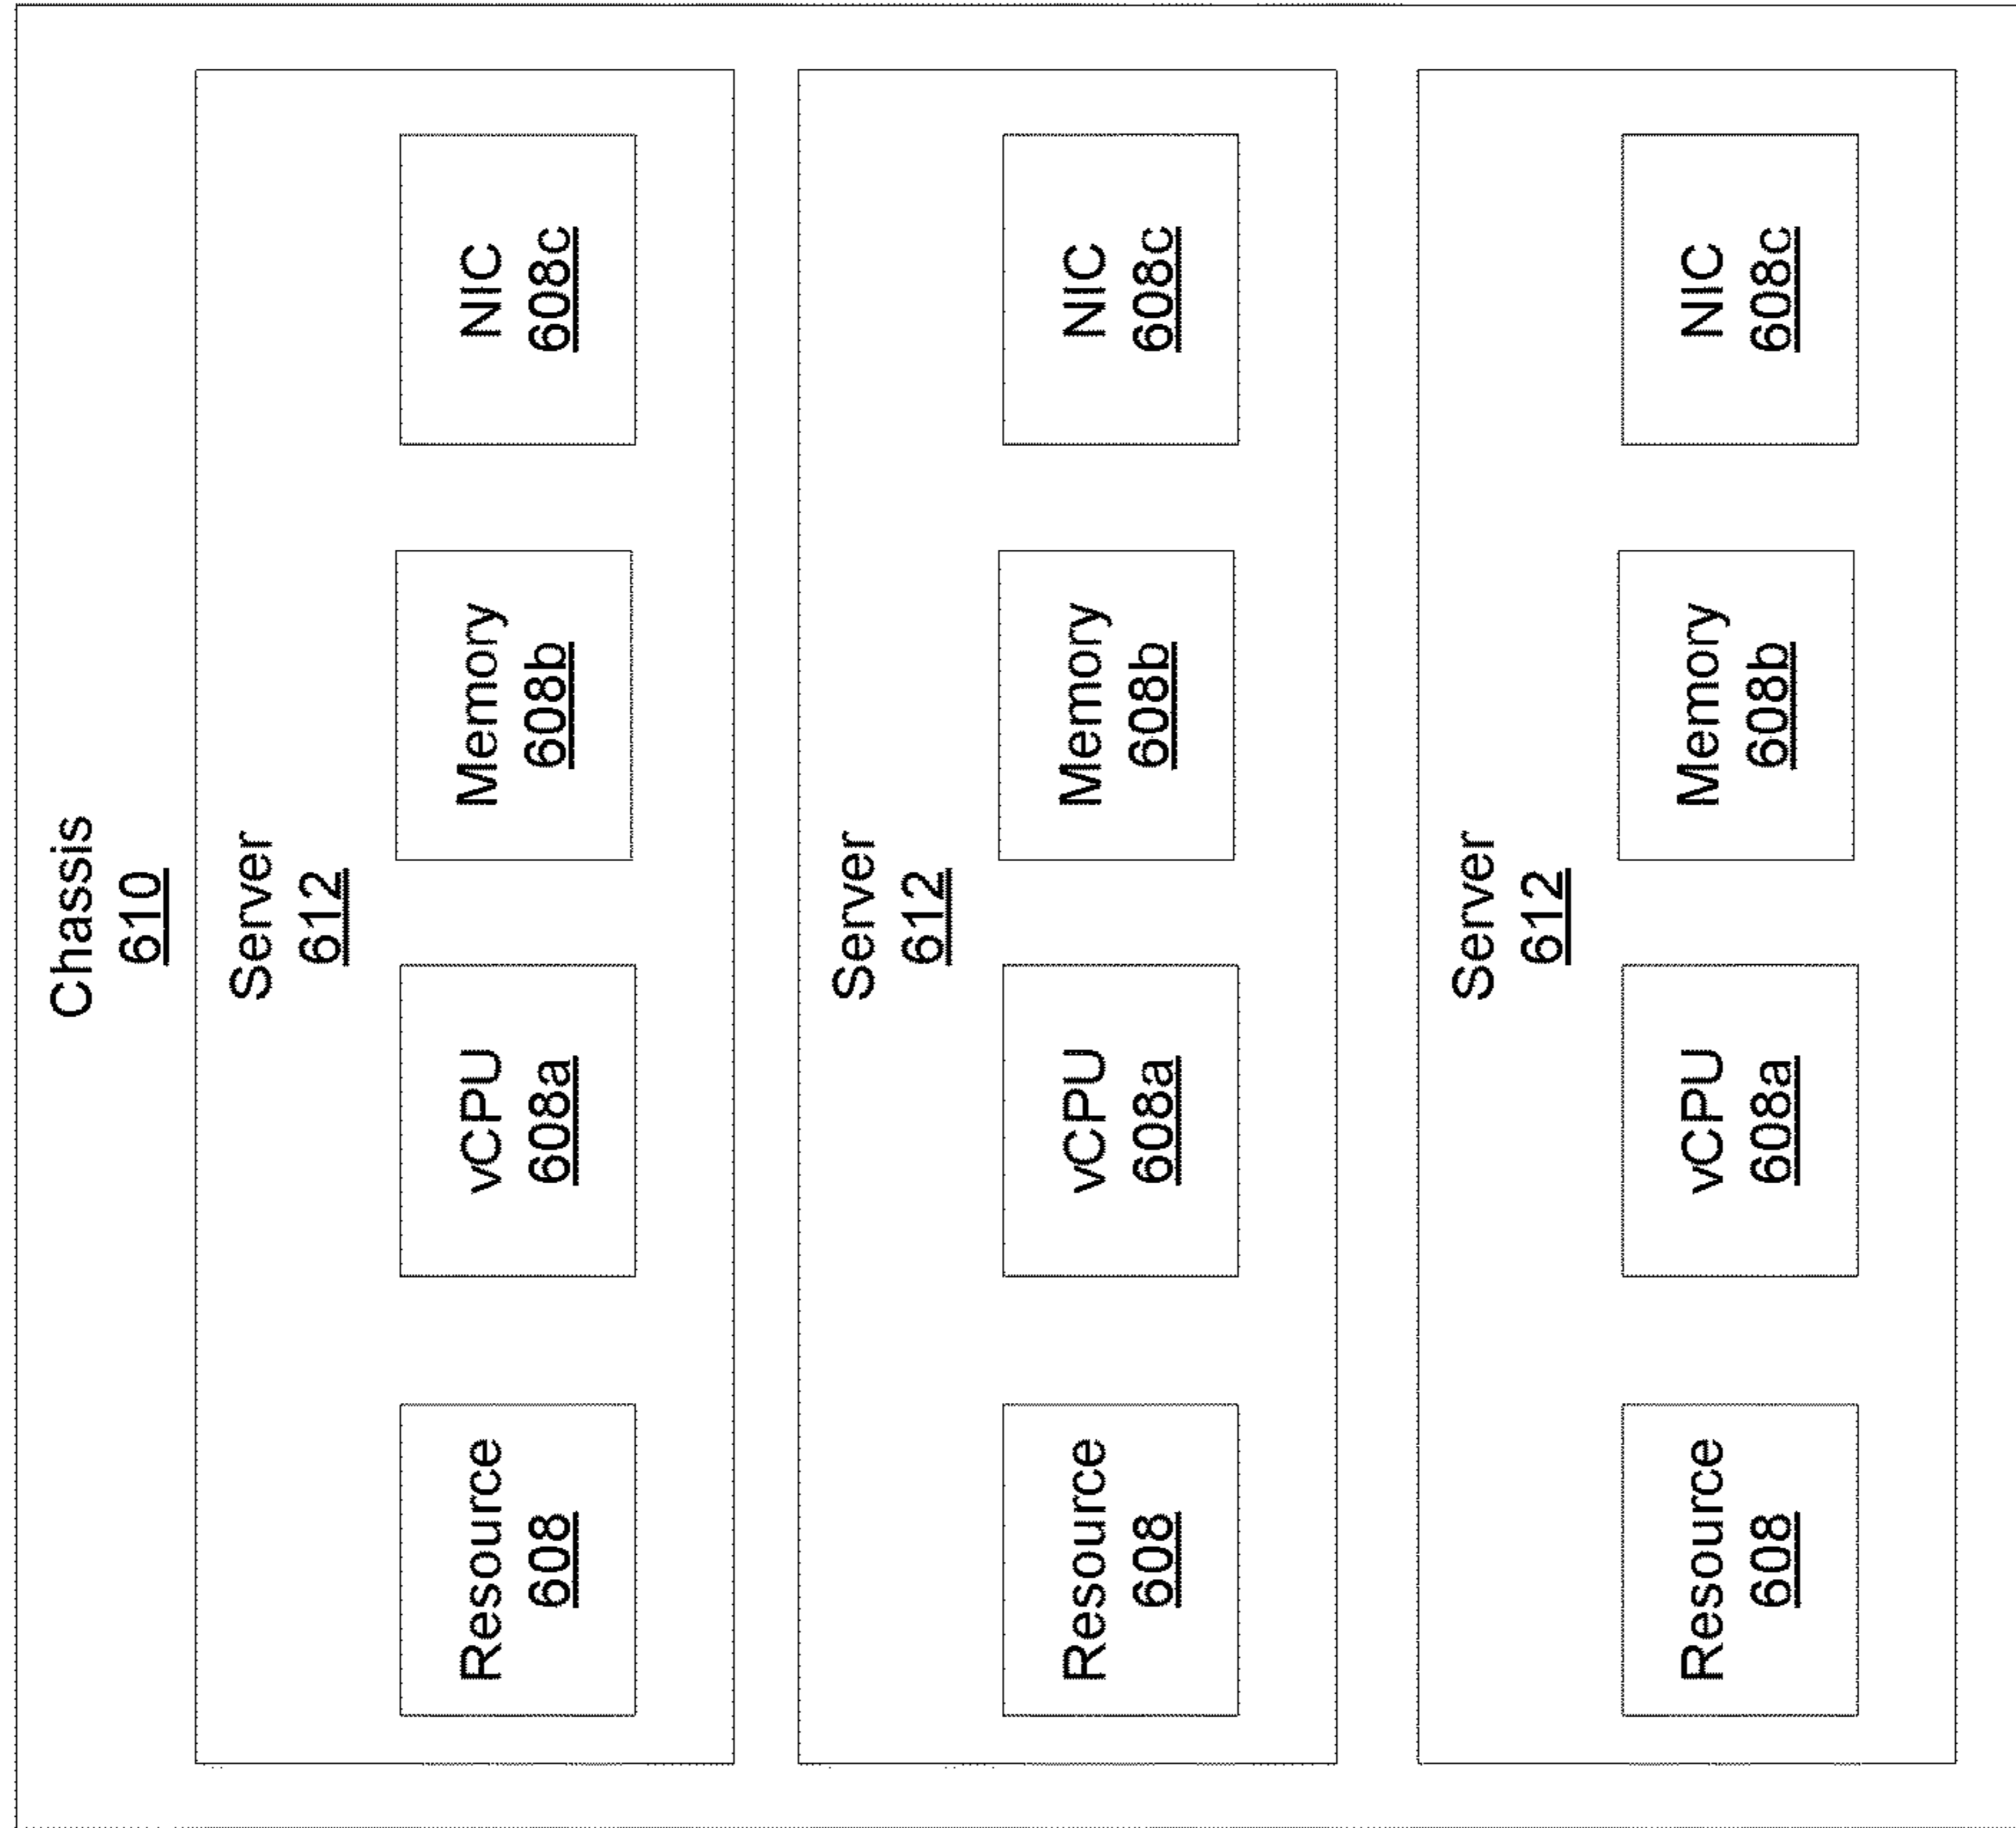 Chassis
610
Server
612
Resource
608
vCPU
608a
Memory
608b
NIC
608c
Server
612
Resource
608
vCPU
608a
Memory
608b
NIC
608c
Server
612
Resource
608
vCPU
608a
Memory
608b
NIC
608c